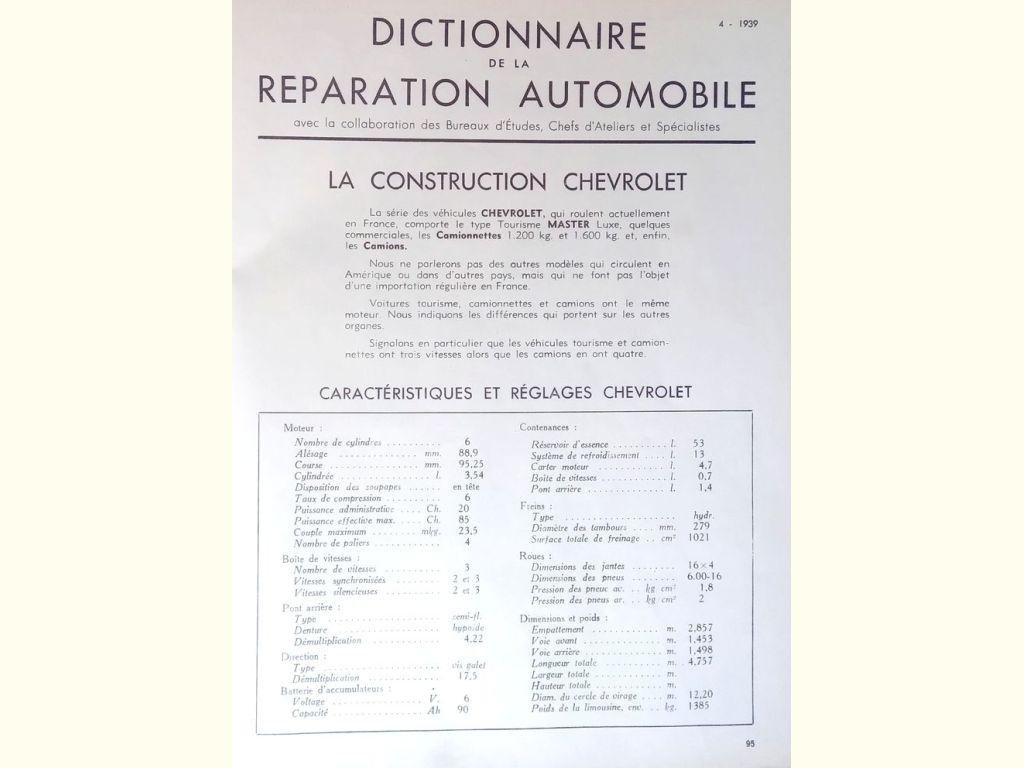 4 - 1939
DICTIONNAIRE
DE LA
REPARATION AUTOMOBILE
avec la collaboration des Bureaux d'Études, Chefs d'Ateliers et Spécialistes
LA CONSTRUCTION CHEVROLET
La série des véhicules CHEVROLET, qui roulent actuellement
en France, comporte le type Tourisme MASTER Luxe, quelques
commerciales, les Camionnettes 1.200 kg. et 1.600 kg. et, enfin,
les Camions.
Nous ne parlerons pas des autres modèles qui circulent en
Amérique ou dans d'autres pays, mais qui ne font pas l'objet
d'une importation régulière en France.
Voitures tourisme, camionnettes et camions ont le même
moteur. Nous indiquons les différences qui portent sur les autres
organes.
Signalons en particulier que les véhicules tourisme et camion-
nettes ont trois vitesses alors que les camions en ont quatre.
CARACTÉRISTIQUES ET RÉGLAGES CHEVROLET
Moteur :
Nombre de cylindres .......... 6
Alésage .............. mm. 88,9
Course .............. mm. 95,25
Cylindrée .............. l. 3,54
Disposition des soupapes ...... en tête
Taux de compression .......... 6
Puissance administrative .... Ch. 20
Puissance effective max. .... Ch. 85
Couple maximum ........ mkg. 23,5
Nombre de paliers ............ 4
Boîte de vitesses :
Nombre de vitesses .......... 3
Vitesses synchronisées ........ 2 et 3
Vitesses silencieuses .......... 2 et 3
Pont arrière :
Type .................... semi-fl.
Denture .................. hypoïde
Démultiplication ............ 4,22
Direction :
Type .................... vis galet
Démultiplication ............ 17,5
Batterie d'accumulateurs :
Voltage ................ V. 6
Capacité .............. Ah 90
Contenances :
Réservoir d'essence .......... l. 53
Système de refroidissement .... l. 13
Carter moteur ............ l. 4,7
Boîte de vitesses ............ l. 0,7
Pont arrière .............. l. 1,4
Freins :
Type .................... hydr.
Diamètre des tambours .... mm. 279
Surface totale de freinage .. cm² 1021
Roues :
Dimensions des jantes ........ 16 × 4
Dimensions des pneus ........ 6.00-16
Pression des pneus av. .. kg cm² 1,8
Pression des pneus ar. .. kg cm² 2
Dimensions et poids :
Empattement ............ m. 2,857
Voie avant .............. m. 1,453
Voie arrière .............. m. 1,498
Longueur totale .......... m. 4,757
Largeur totale ............ m.
Hauteur totale ............ m.
Diam. du cercle de virage .... m. 12,20
Poids de la limousine, env. .. kg. 1385
95